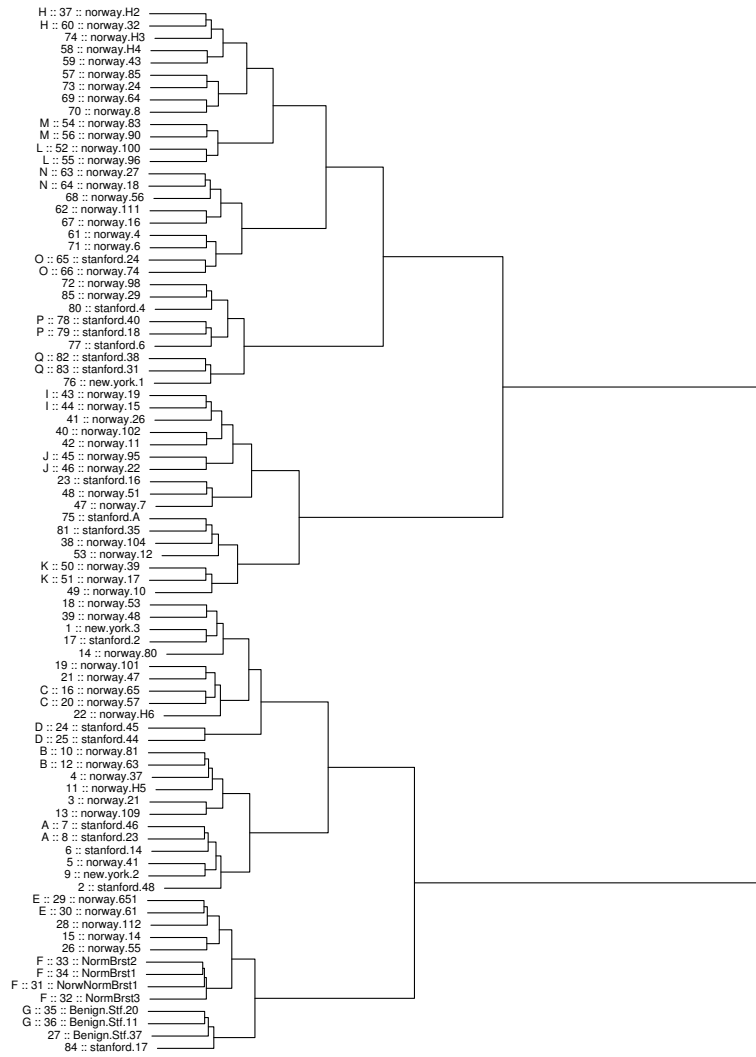 H :: 37 :: norway.H2
H :: 60 :: norway.32
74 :: norway.H3
58 :: norway.H4
59 :: norway.43
57 :: norway.85
73 :: norway.24
69 :: norway.64
70 :: norway.8
M :: 54 :: norway.83
M :: 56 :: norway.90
L :: 52 :: norway.100
L :: 55 :: norway.96
N :: 63 :: norway.27
N :: 64 :: norway.18
68 :: norway.56
62 :: norway.111
67 :: norway.16
61 :: norway.4
71 :: norway.6
O :: 65 :: stanford.24
O :: 66 :: norway.74
72 :: norway.98
85 :: norway.29
80 :: stanford.4
P :: 78 :: stanford.40
P :: 79 :: stanford.18
77 :: stanford.6
Q :: 82 :: stanford.38
Q :: 83 :: stanford.31
76 :: new.york.1
I :: 43 :: norway.19
I :: 44 :: norway.15
41 :: norway.26
40 :: norway.102
42 :: norway.11
J :: 45 :: norway.95
J :: 46 :: norway.22
23 :: stanford.16
48 :: norway.51
47 :: norway.7
75 :: stanford.A
81 :: stanford.35
38 :: norway.104
53 :: norway.12
K :: 50 :: norway.39
K :: 51 :: norway.17
49 :: norway.10
18 :: norway.53
39 :: norway.48
1 :: new.york.3
17 :: stanford.2
14 :: norway.80
19 :: norway.101
21 :: norway.47
C :: 16 :: norway.65
C :: 20 :: norway.57
22 :: norway.H6
D :: 24 :: stanford.45
D :: 25 :: stanford.44
B :: 10 :: norway.81
B :: 12 :: norway.63
4 :: norway.37
11 :: norway.H5
3 :: norway.21
13 :: norway.109
A :: 7 :: stanford.46
A :: 8 :: stanford.23
6 :: stanford.14
5 :: norway.41
9 :: new.york.2
2 :: stanford.48
E :: 29 :: norway.651
E :: 30 :: norway.61
28 :: norway.112
15 :: norway.14
26 :: norway.55
F :: 33 :: NormBrst2
F :: 34 :: NormBrst1
F :: 31 :: NorwNormBrst1
F :: 32 :: NormBrst3
G :: 35 :: Benign.Stf.20
G :: 36 :: Benign.Stf.11
27 :: Benign.Stf.37
84 :: stanford.17